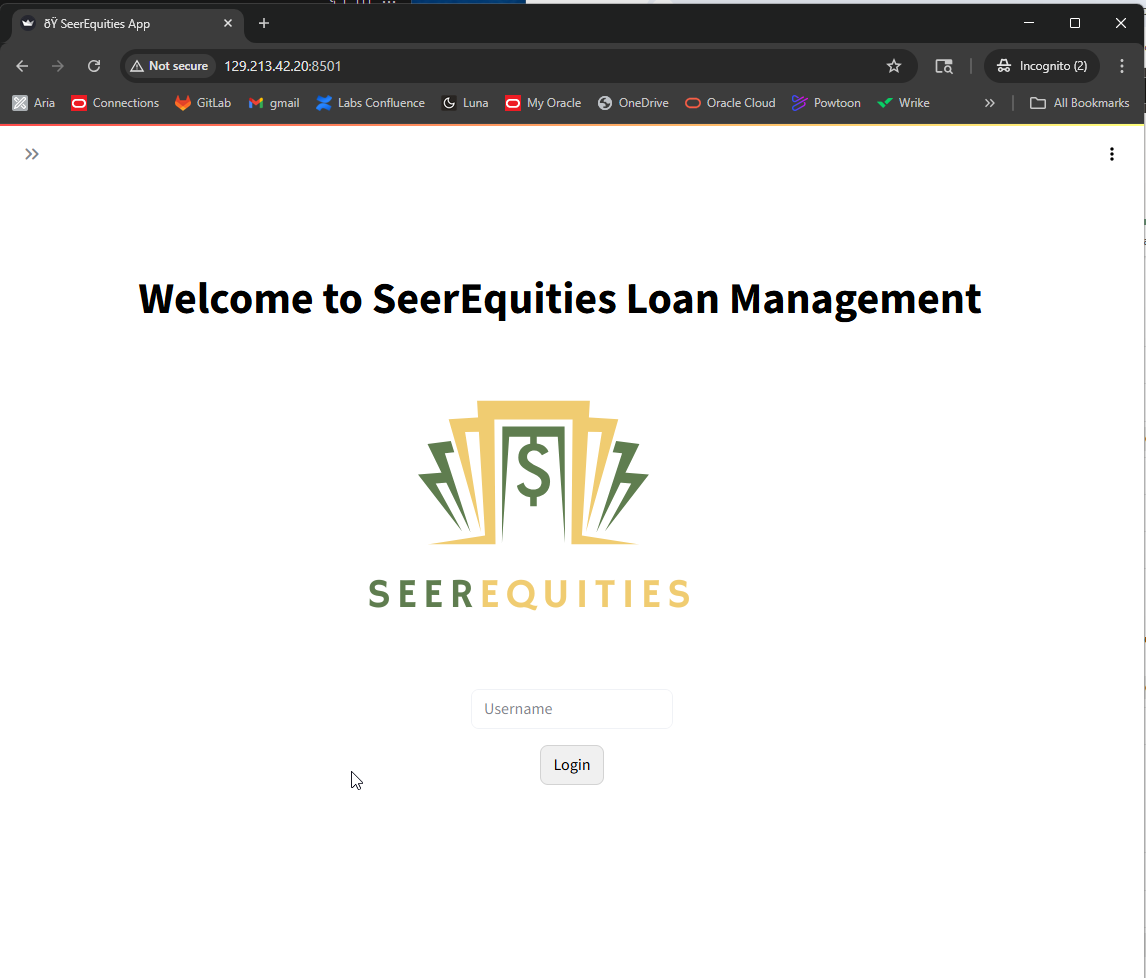 ðŸ SeerEquities App
Not secure 129.213.42.20:8501 Incognito (2)
Aria Connections GitLab gmail Labs Confluence Luna My Oracle OneDrive Oracle Cloud Powtoon Wrike All Bookmarks
Welcome to SeerEquities Loan Management
$
SEEREQUITIES
Username
Login